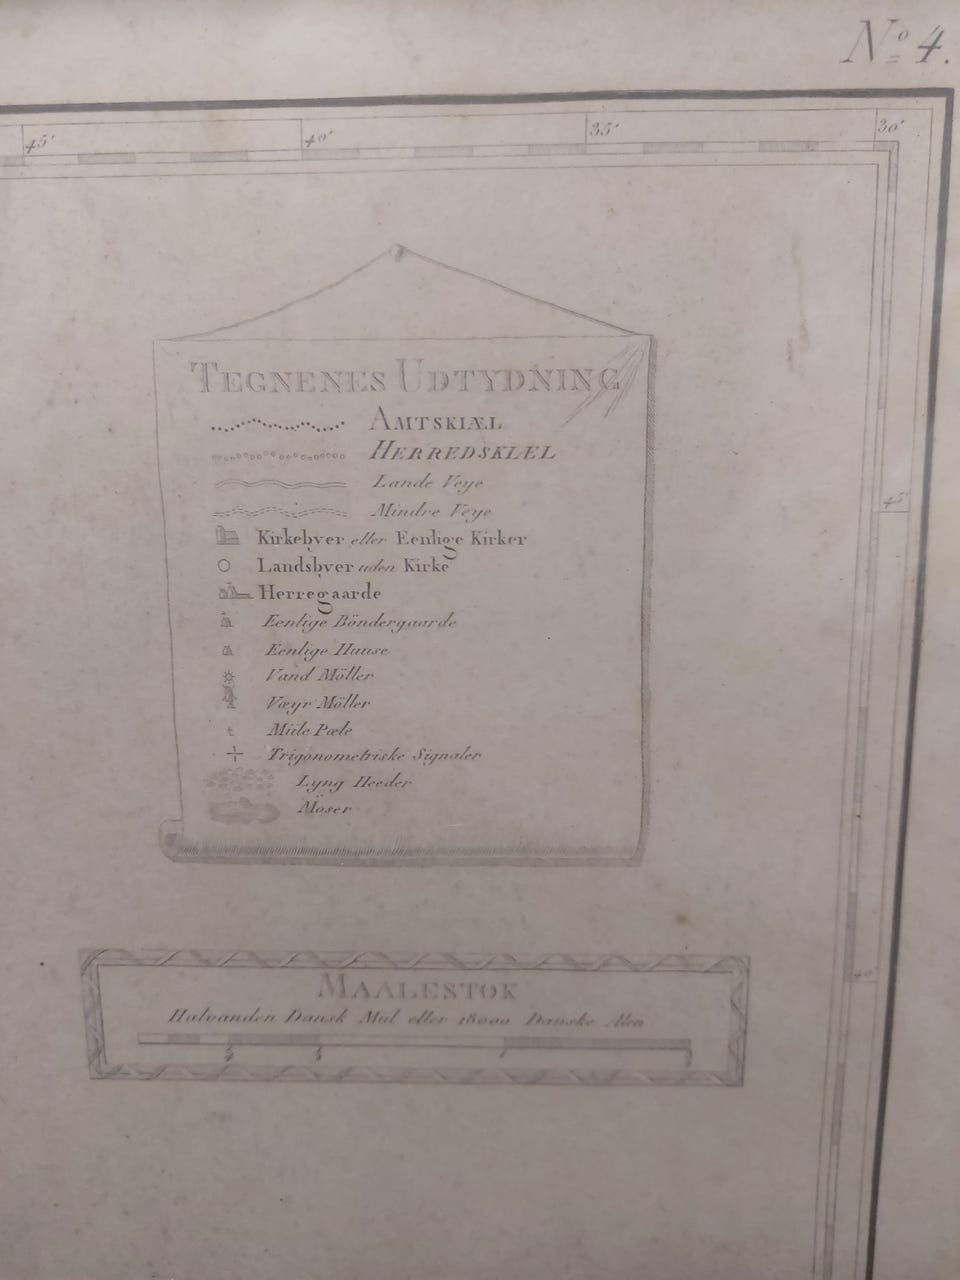 No 4.
45' 40' 35' 30'
TEGNENES UDTYDNING
AMTSKIÆL
HERREDSKIÆL
Lande Veye
45'
Mindre Veye
Kirkebyer eller Eenlige Kirker
Landsbyer uden Kirke
Herregaarde
Eenlige Böndergaarde
Eenlige Huuse
Vand Möller
Væyr Möller
Miile Pæle
Trigonometriske Signaler
Lyng Heeder
Moser
40'
MAALESTOK
Halvanden Dansk Mul eller 18000 Danske Alen